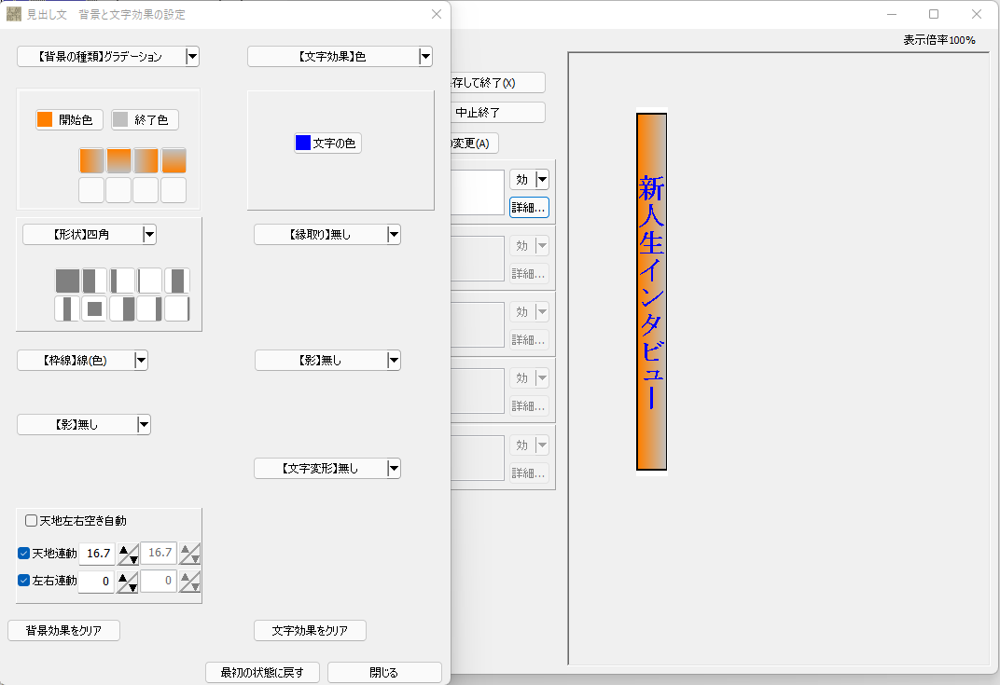 見出し文　背景と文字効果の設定
【背景の種類】グラデーション
【文字効果】色
開始色
終了色
文字の色
【形状】四角
【縁取り】無し
【枠線】線(色)
【影】無し
【影】無し
【文字変形】無し
天地左右空き自動
天地連動 16.7 16.7
左右連動 0 0
背景効果をクリア
文字効果をクリア
最初の状態に戻す
閉じる
表示倍率100%
存して終了(X)
中止終了
変更(A)
効
詳細...
効
詳細...
効
詳細...
効
詳細...
効
詳細...
新人生インタビュー